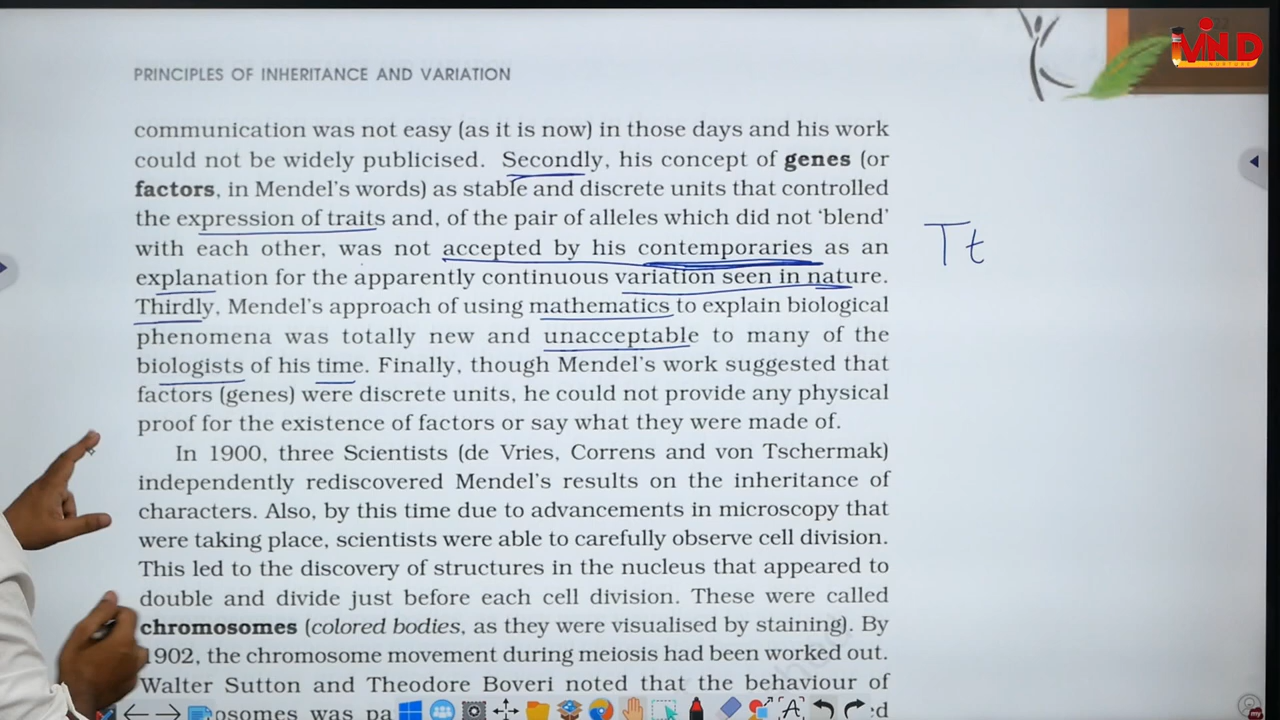 PRINCIPLES OF INHERITANCE AND VARIATION
MIND
communication was not easy (as it is now) in those days and his work
could not be widely publicised. Secondly, his concept of genes (or
factors, in Mendel's words) as stable and discrete units that controlled
the expression of traits and, of the pair of alleles which did not 'blend'
with each other, was not accepted by his contemporaries as an
Tt
explanation for the apparently continuous variation seen in nature.
Thirdly, Mendel's approach of using mathematics to explain biological
phenomena was totally new and unacceptable to many of the
biologists of his time. Finally, though Mendel's work suggested that
factors (genes) were discrete units, he could not provide any physical
proof for the existence of factors or say what they were made of.
In 1900, three Scientists (de Vries, Correns and von Tschermak)
independently rediscovered Mendel's results on the inheritance of
characters. Also, by this time due to advancements in microscopy that
were taking place, scientists were able to carefully observe cell division.
This led to the discovery of structures in the nucleus that appeared to
double and divide just before each cell division. These were called
chromosomes (colored bodies, as they were visualised by staining). By
1902, the chromosome movement during meiosis had been worked out.
Walter Sutton and Theodore Boveri noted that the behaviour of
osomes was pa